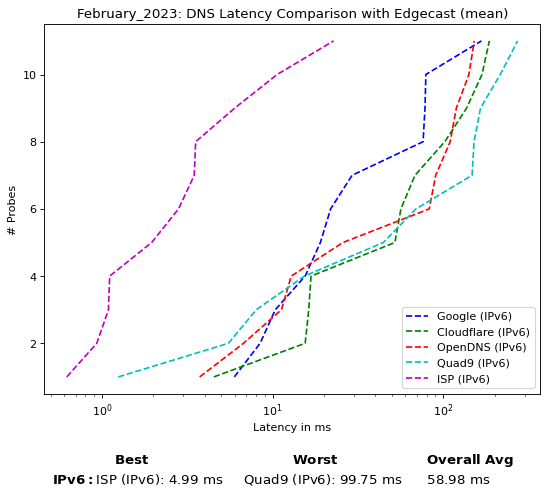 February_2023: DNS Latency Comparison with Edgecast (mean)
# Probes
10
8
6
4
2
Google (IPv6)
Cloudflare (IPv6)
OpenDNS (IPv6)
Quad9 (IPv6)
ISP (IPv6)
10⁰ 10¹ 10²
Latency in ms
Best Worst Overall Avg
IPv6: ISP (IPv6): 4.99 ms Quad9 (IPv6): 99.75 ms 58.98 ms